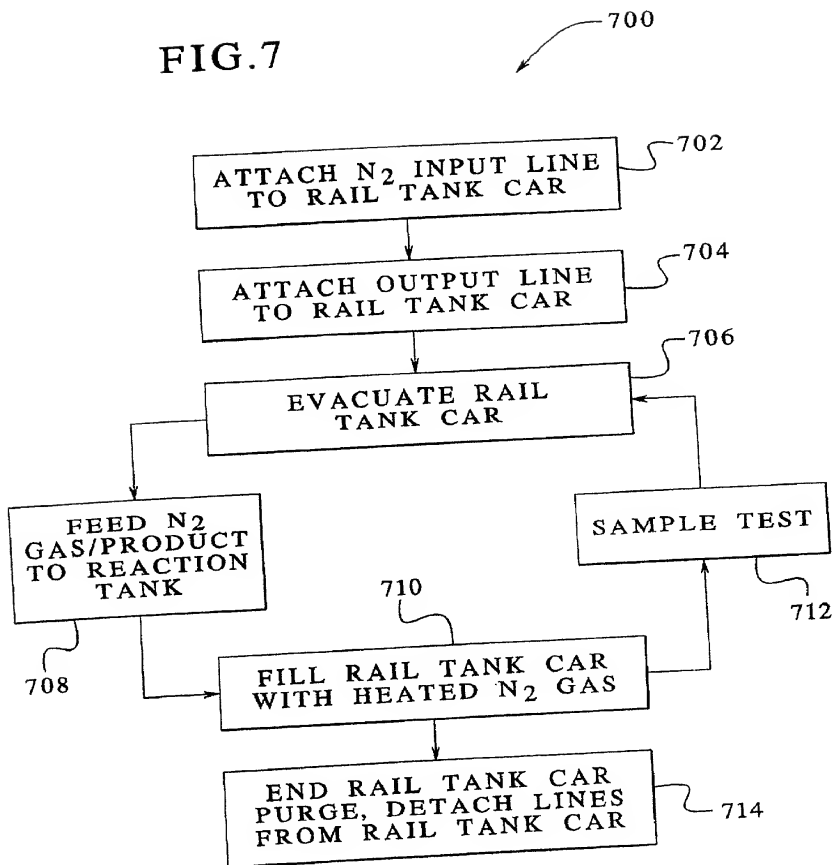 FIG.7
700
ATTACH N2 INPUT LINE
TO RAIL TANK CAR
702
ATTACH OUTPUT LINE
TO RAIL TANK CAR
704
706
EVACUATE RAIL
TANK CAR
FEED N2
GAS/PRODUCT
TO REACTION
TANK
708
SAMPLE TEST
712
710
FILL RAIL TANK CAR
WITH HEATED N2 GAS
END RAIL TANK CAR
PURGE, DETACH LINES
FROM RAIL TANK CAR
714